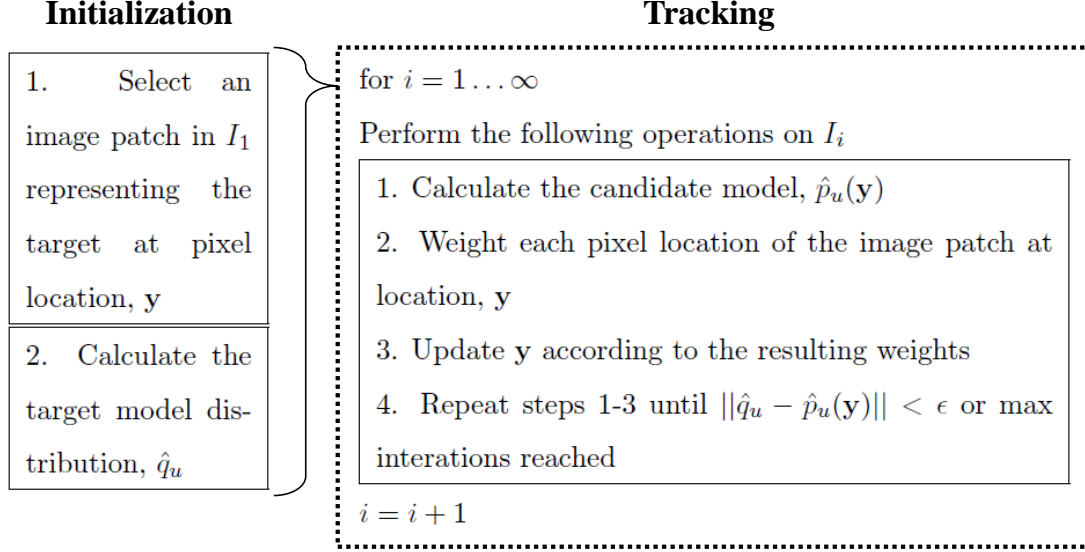 Initialization
1. Select an
image patch in I₁
representing the
target at pixel
location, y
2. Calculate the
target model dis-
tribution, q̂ᵤ
Tracking
for i = 1 … ∞
Perform the following operations on Iᵢ
1. Calculate the candidate model, p̂ᵤ(y)
2. Weight each pixel location of the image patch at
location, y
3. Update y according to the resulting weights
4. Repeat steps 1-3 until ||q̂ᵤ − p̂ᵤ(y)|| < ϵ or max
interations reached
i = i + 1